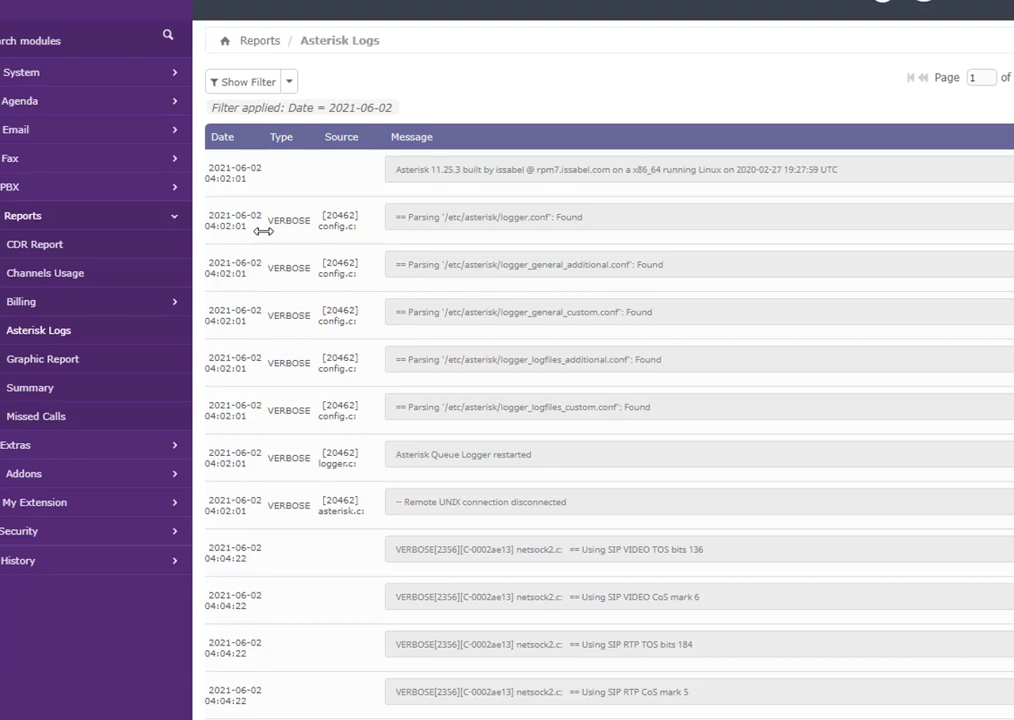 rch modules
System
Agenda
Email
Fax
PBX
Reports
CDR Report
Channels Usage
Billing
Asterisk Logs
Graphic Report
Summary
Missed Calls
Extras
Addons
My Extension
Security
History
Reports / Asterisk Logs
Show Filter
Page 1 of
Filter applied: Date = 2021-06-02
Date Type Source Message
2021-06-02 04:02:01 Asterisk 11.25.3 built by issabel @ rpm7.issabel.com on a x86_64 running Linux on 2020-02-27 19:27:59 UTC
2021-06-02 04:02:01 VERBOSE [20462] config.c: == Parsing '/etc/asterisk/logger.conf': Found
2021-06-02 04:02:01 VERBOSE [20462] config.c: == Parsing '/etc/asterisk/logger_general_additional.conf': Found
2021-06-02 04:02:01 VERBOSE [20462] config.c: == Parsing '/etc/asterisk/logger_general_custom.conf': Found
2021-06-02 04:02:01 VERBOSE [20462] config.c: == Parsing '/etc/asterisk/logger_logfiles_additional.conf': Found
2021-06-02 04:02:01 VERBOSE [20462] config.c: == Parsing '/etc/asterisk/logger_logfiles_custom.conf': Found
2021-06-02 04:02:01 VERBOSE [20462] logger.c: Asterisk Queue Logger restarted
2021-06-02 04:02:01 VERBOSE [20462] asterisk.c: -- Remote UNIX connection disconnected
2021-06-02 04:04:22 VERBOSE[2356][C-0002ae13] netsock2.c: == Using SIP VIDEO TOS bits 136
2021-06-02 04:04:22 VERBOSE[2356][C-0002ae13] netsock2.c: == Using SIP VIDEO CoS mark 6
2021-06-02 04:04:22 VERBOSE[2356][C-0002ae13] netsock2.c: == Using SIP RTP TOS bits 184
2021-06-02 04:04:22 VERBOSE[2356][C-0002ae13] netsock2.c: == Using SIP RTP CoS mark 5